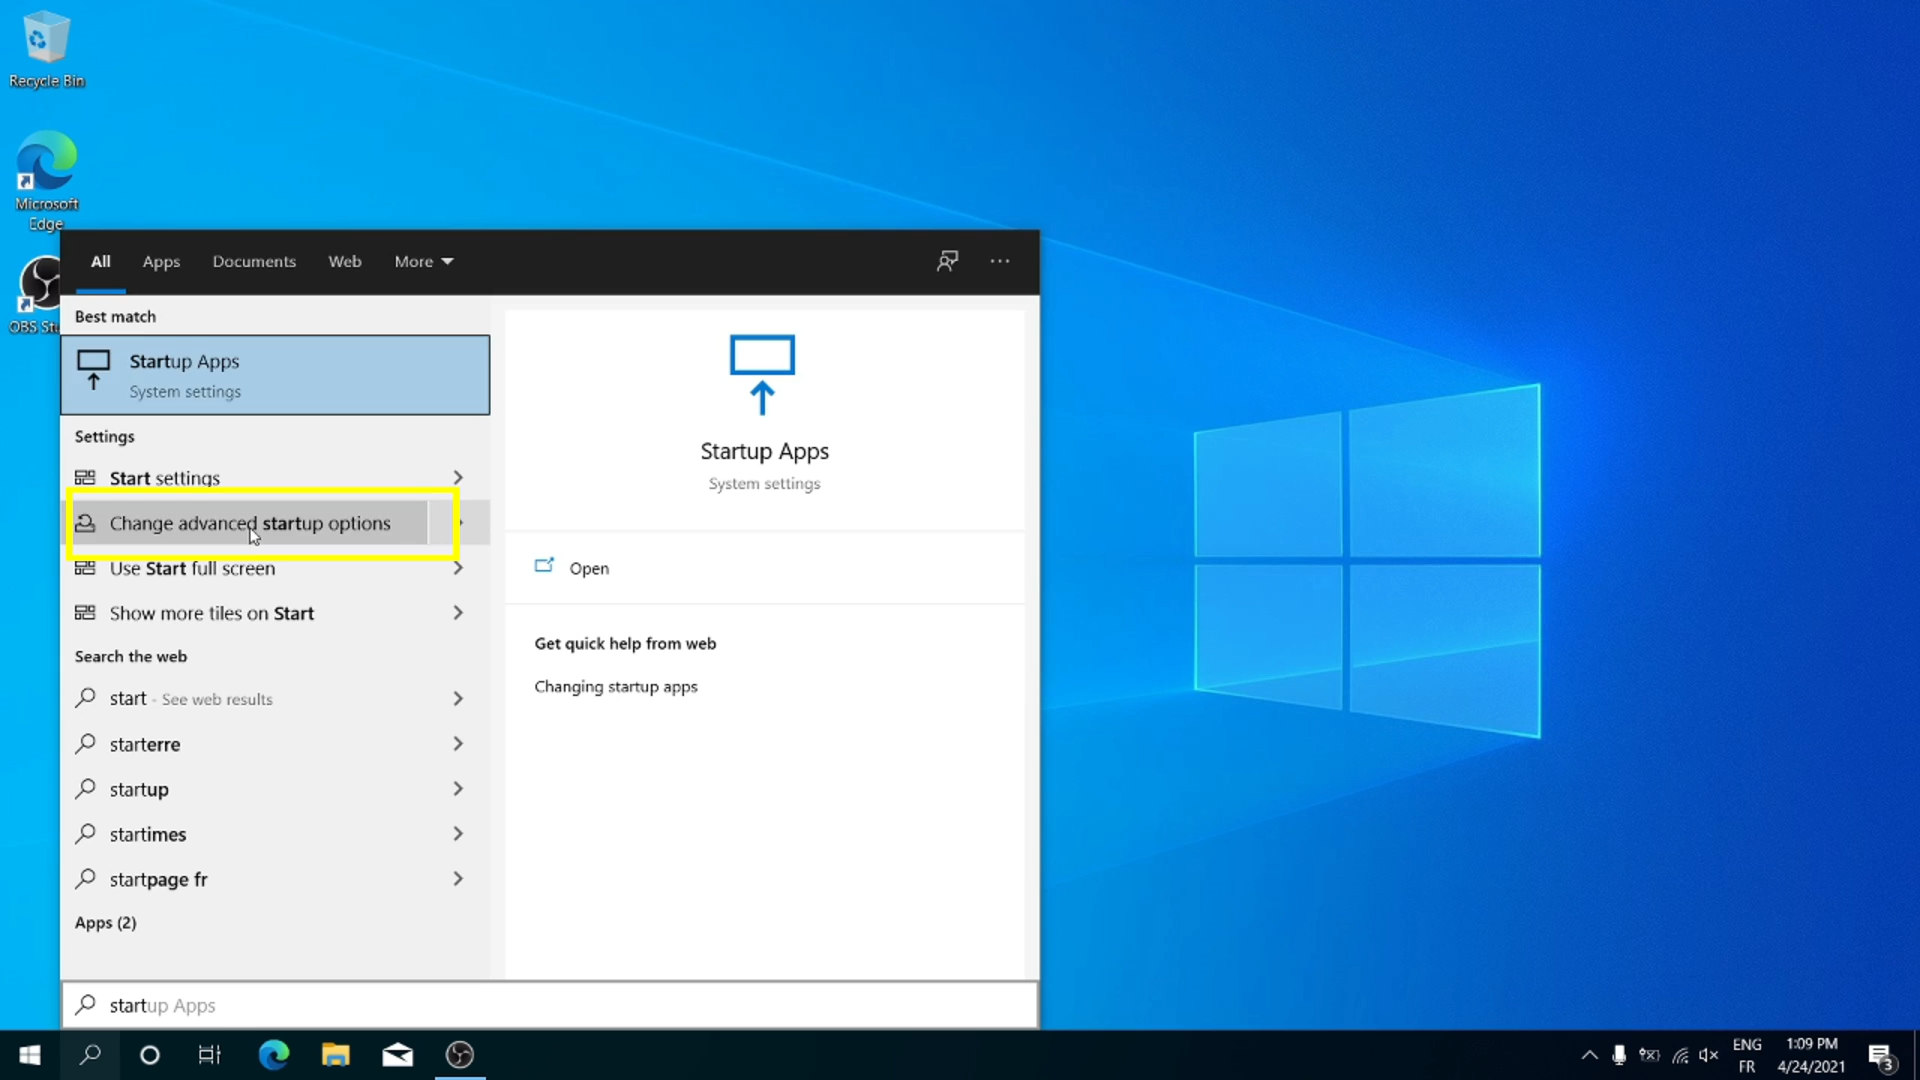 Recycle Bin
Microsoft
Edge
OBS Stu
All Apps Documents Web More
Best match
Startup Apps
System settings
Settings
Start settings
Change advanced startup options
Use Start full screen
Show more tiles on Start
Search the web
start - See web results
starterre
startup
startimes
startpage fr
Apps (2)
Startup Apps
System settings
Open
Get quick help from web
Changing startup apps
startup Apps
ENG
FR
1:09 PM
4/24/2021
3